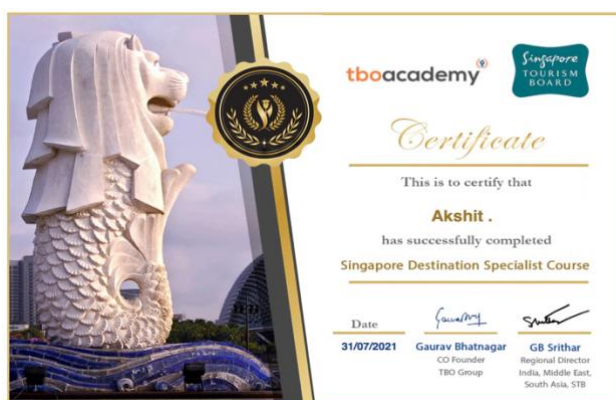 tboacademy
Singapore
TOURISM
BOARD
Certificate
This is to certify that
Akshit .
has successfully completed
Singapore Destination Specialist Course
Date
31/07/2021
Gaurav Bhatnagar
CO Founder
TBO Group
GB Srithar
Regional Director
India, Middle East,
South Asia, STB